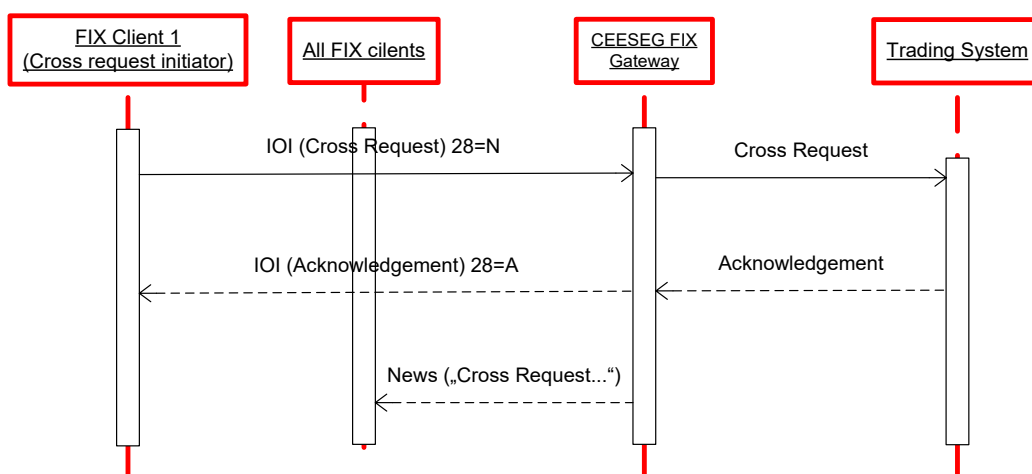 FIX Client 1
(Cross request initiator)
All FIX cilents
CEESEG FIX
Gateway
Trading System
IOI (Cross Request) 28=N
Cross Request
IOI (Acknowledgement) 28=A
Acknowledgement
News („Cross Request...“)